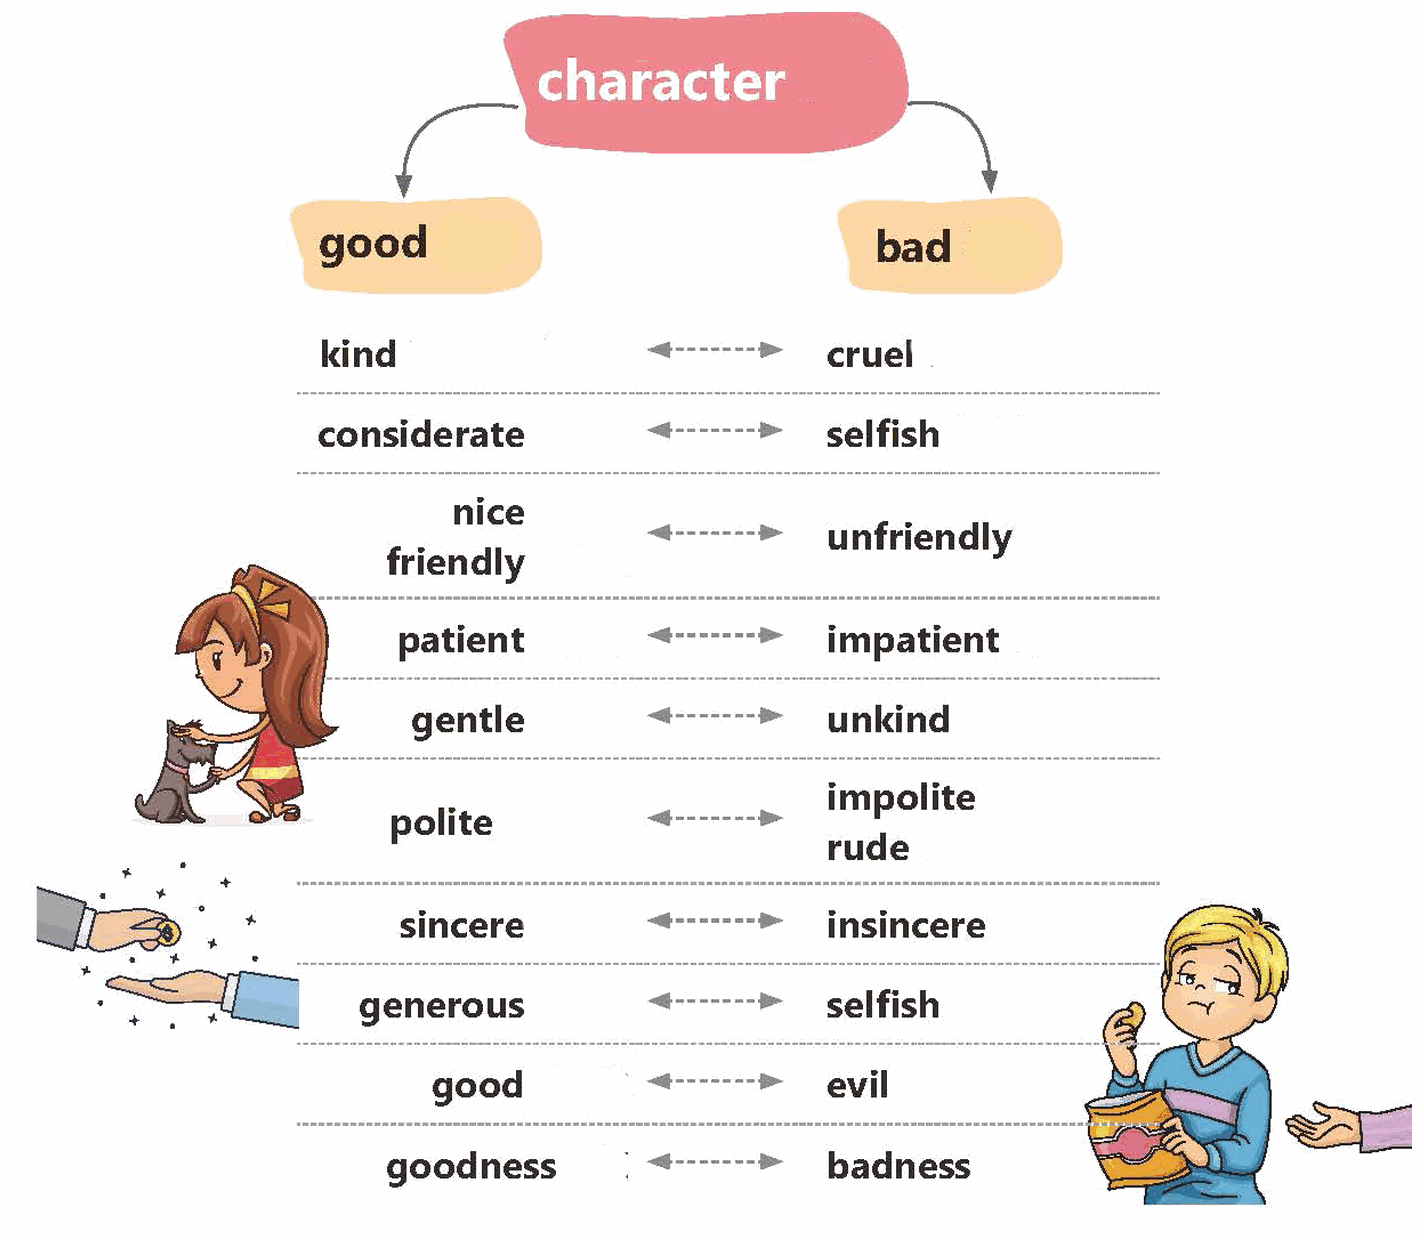 character
good
bad
kind
cruel
considerate
selfish
nice
friendly
unfriendly
patient
impatient
gentle
unkind
polite
impolite
rude
sincere
insincere
generous
selfish
good
evil
goodness
badness